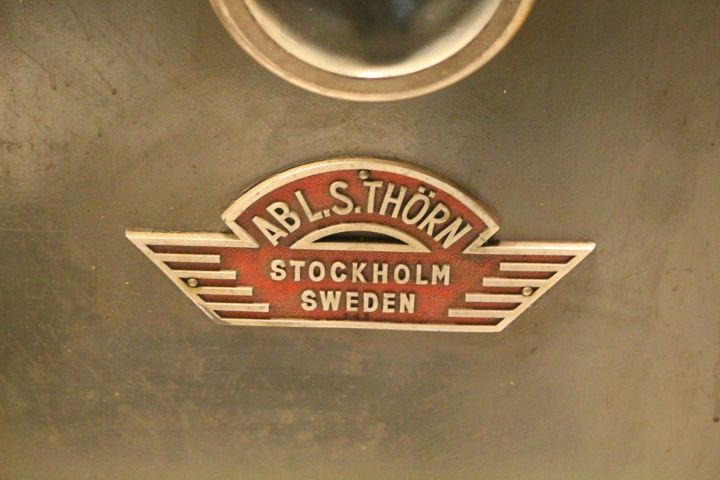 AB L.S. THÖRN
STOCKHOLM
SWEDEN